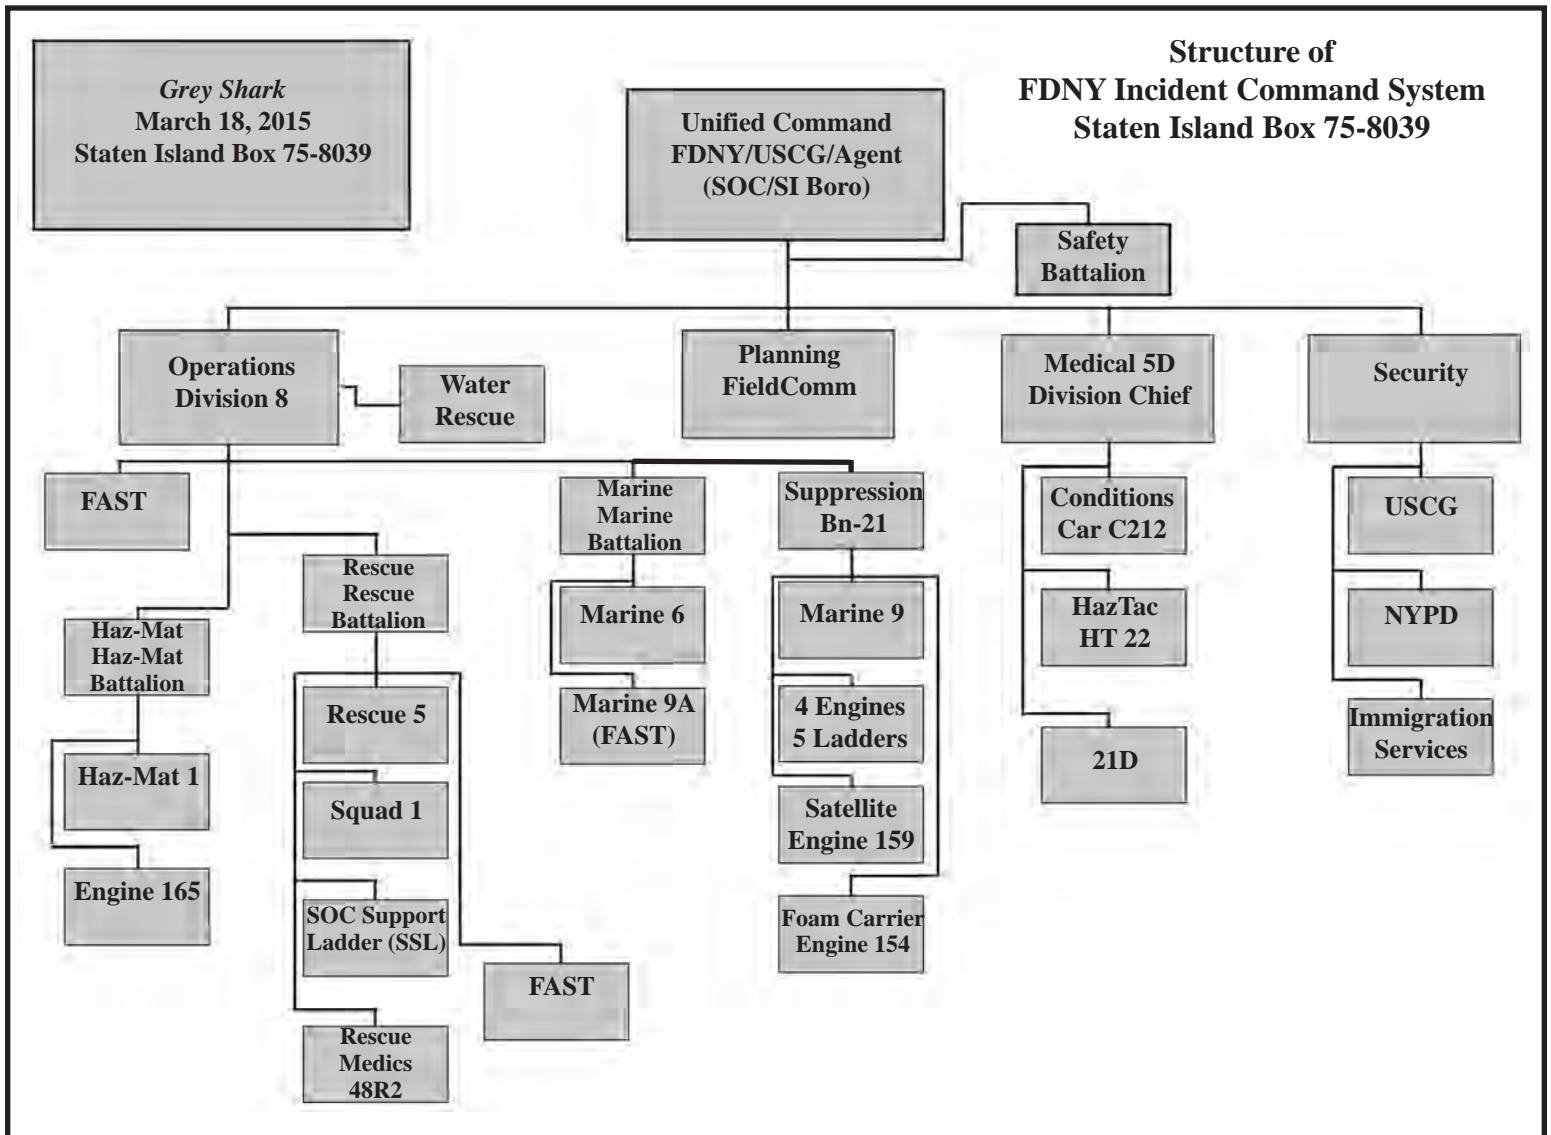 Grey Shark
March 18, 2015
Staten Island Box 75-8039
Structure of
FDNY Incident Command System
Staten Island Box 75-8039
Unified Command
FDNY/USCG/Agent
(SOC/SI Boro)
Safety
Battalion
Operations
Division 8
Water
Rescue
Planning
FieldComm
Medical 5D
Division Chief
Security
FAST
Haz-Mat
Haz-Mat
Battalion
Haz-Mat 1
Engine 165
Rescue
Rescue
Battalion
Rescue 5
Squad 1
SOC Support
Ladder (SSL)
Rescue
Medics
48R2
FAST
Marine
Marine
Battalion
Marine 6
Marine 9A
(FAST)
Suppression
Bn-21
Marine 9
4 Engines
5 Ladders
Satellite
Engine 159
Foam Carrier
Engine 154
Conditions
Car C212
HazTac
HT 22
21D
USCG
NYPD
Immigration
Services